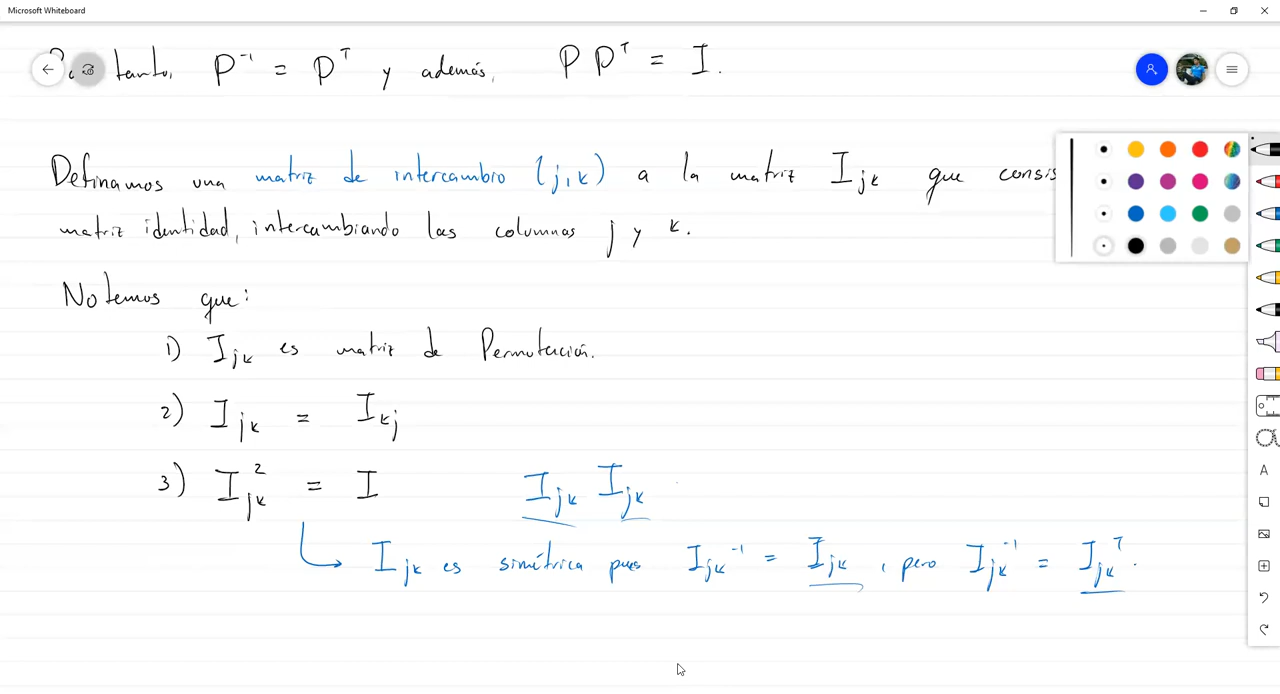 Microsoft Whiteboard
tanto, P⁻¹ = Pᵀ y además, P Pᵀ = I.
Definamos una matriz de intercambio (j,k) a la matriz I_jk que consis
matriz identidad, intercambiando las columnas j y k.
Notemos que:
1) I_jk es matriz de Permutación.
2) I_jk = I_kj
3) I_jk² = I I_jk I_jk
I_jk es simétrica pues I_jk⁻¹ = I_jk, pero I_jk⁻¹ = I_jkᵀ.